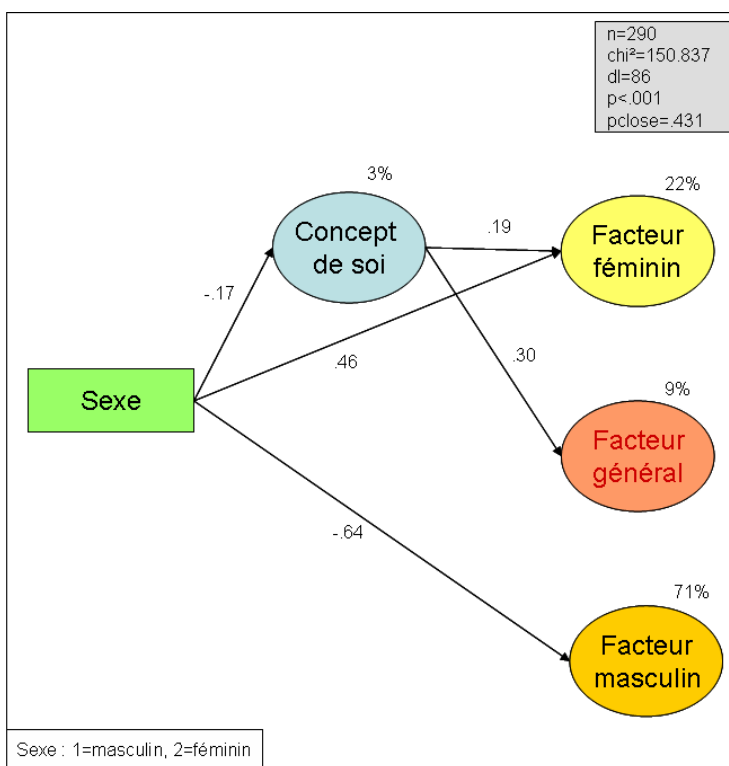 n=290
chi²=150.837
dl=86
p<.001
pclose=.431
3%
22%
Concept
de soi
.19
Facteur
féminin
-.17
.46
.30
Sexe
9%
Facteur
général
-.64
71%
Facteur
masculin
Sexe : 1=masculin, 2=féminin